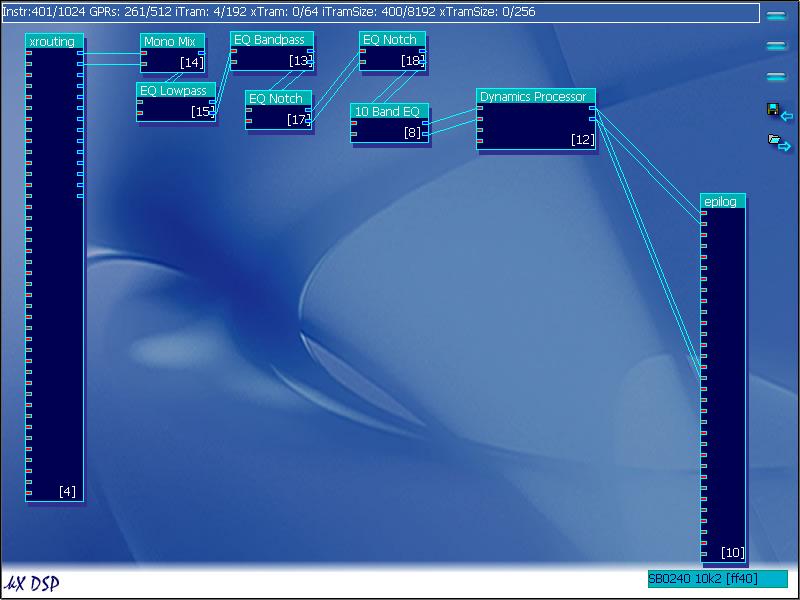 Instr:401/1024 GPRs: 261/512 iTram: 4/192 xTram: 0/64 iTramSize: 400/8192 xTramSize: 0/256
xrouting
[4]
Mono Mix
[14]
EQ Lowpass
[15]
EQ Bandpass
[13]
EQ Notch
[17]
EQ Notch
[18]
10 Band EQ
[8]
Dynamics Processor
[12]
epilog
[10]
µX DSP
SB0240 10k2 [ff40]